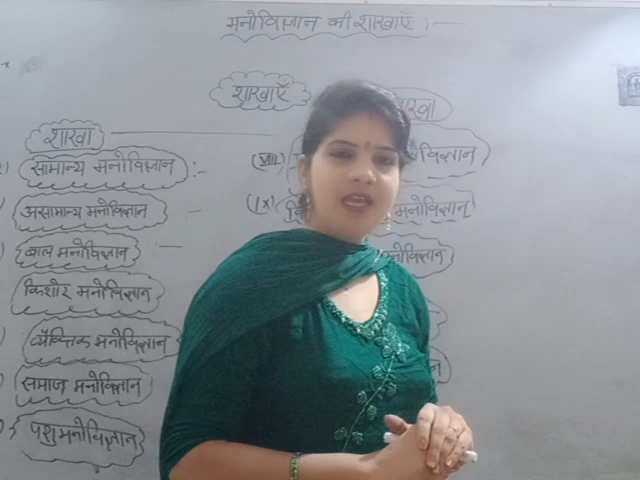 मनोविज्ञान की शाखाएँ :-
शाखाएँ
शाखा
शाखा
सामान्य मनोविज्ञान :-
असामान्य मनोविज्ञान -
बाल मनोविज्ञान -
किशोर मनोविज्ञान
वैयक्तिक मनोविज्ञान
समाज मनोविज्ञान
पशु मनोविज्ञान
(VIII) विज्ञान
(IX) मनोविज्ञान
मनोविज्ञान